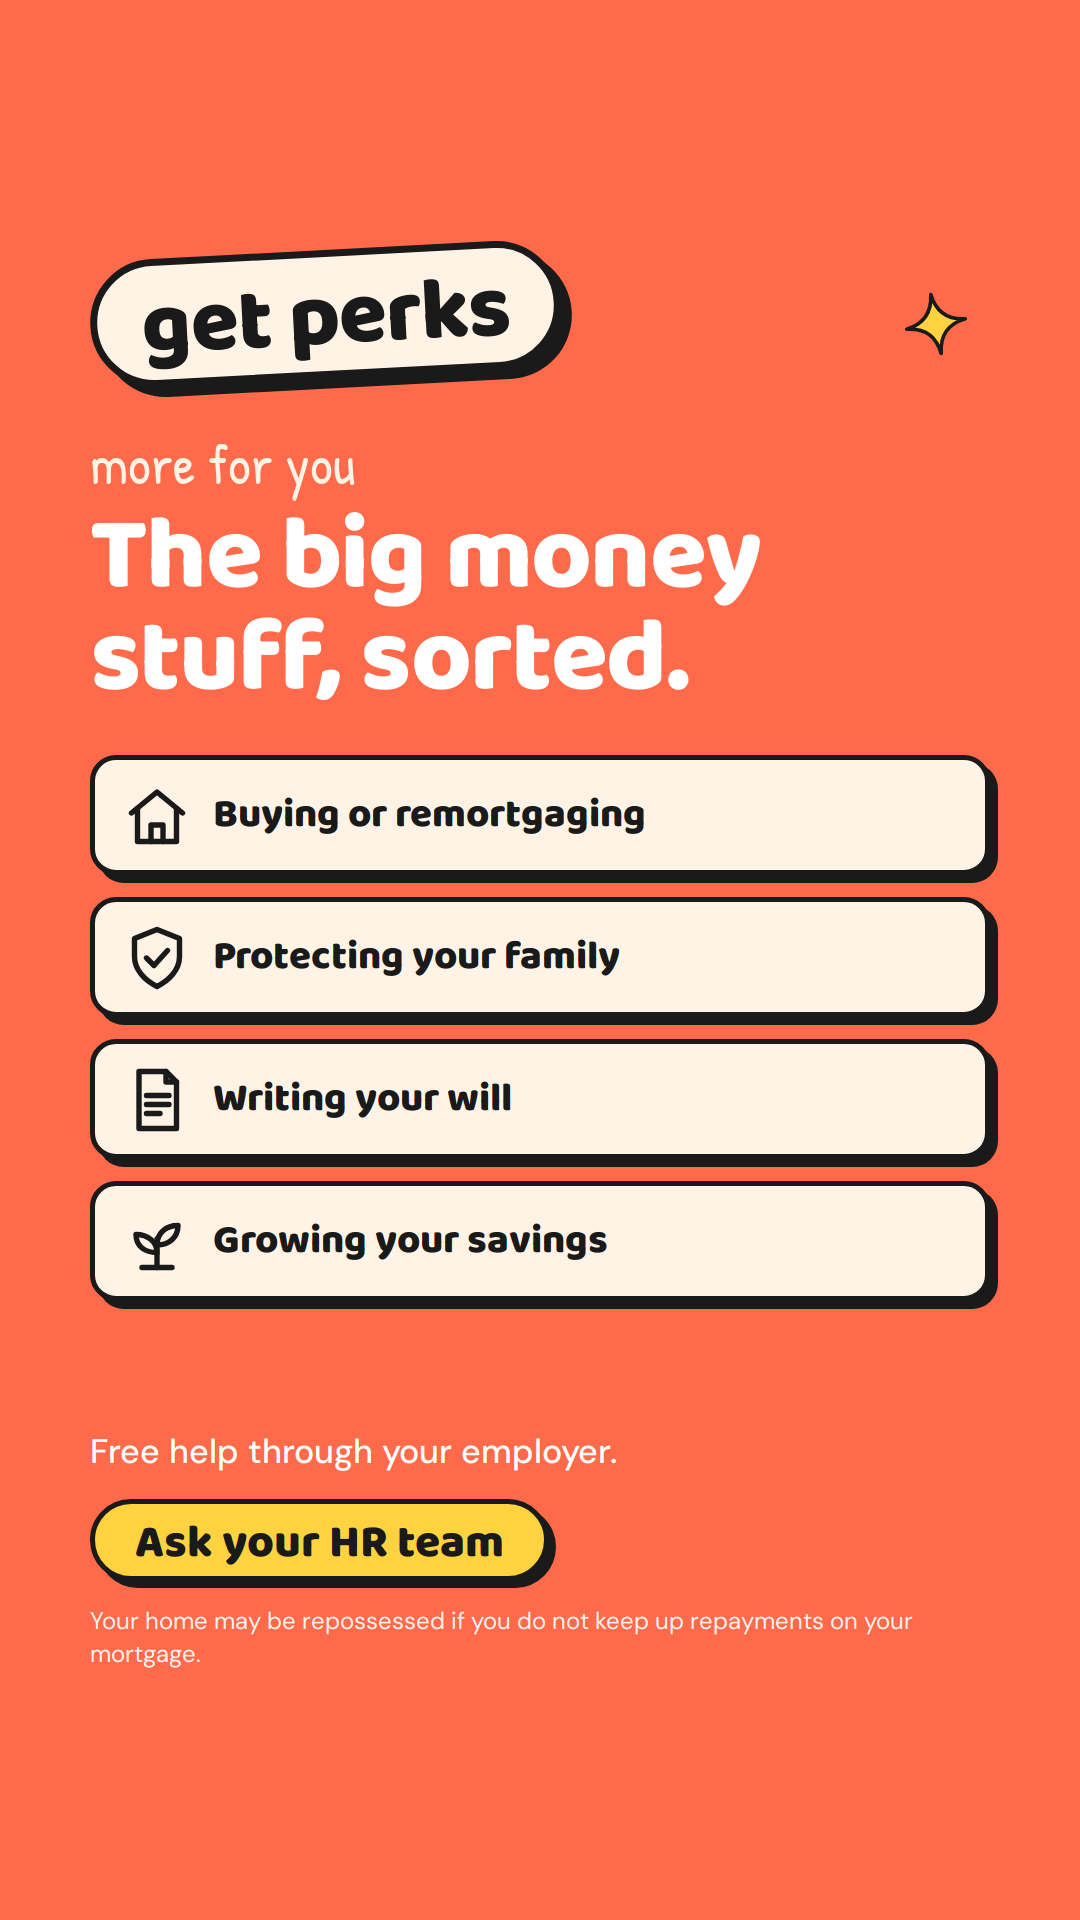 get perks
more for you
The big money
stuff, sorted.
Buying or remortgaging
Protecting your family
Writing your will
Growing your savings
Free help through your employer.
Ask your HR team
Your home may be repossessed if you do not keep up repayments on your
mortgage.